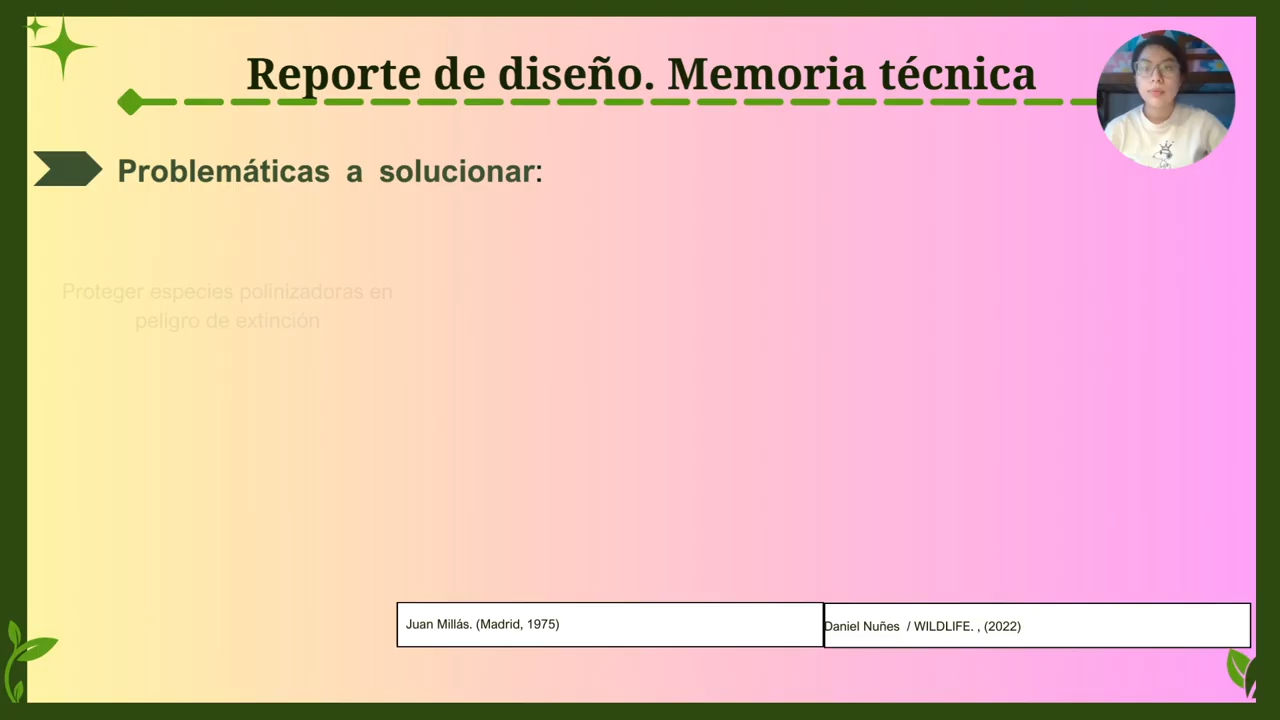 Reporte de diseño. Memoria técnica
Problemáticas a solucionar:
Proteger especies polinizadoras en
peligro de extinción
Juan Millás. (Madrid, 1975)
Daniel Nuñes / WILDLIFE. , (2022)